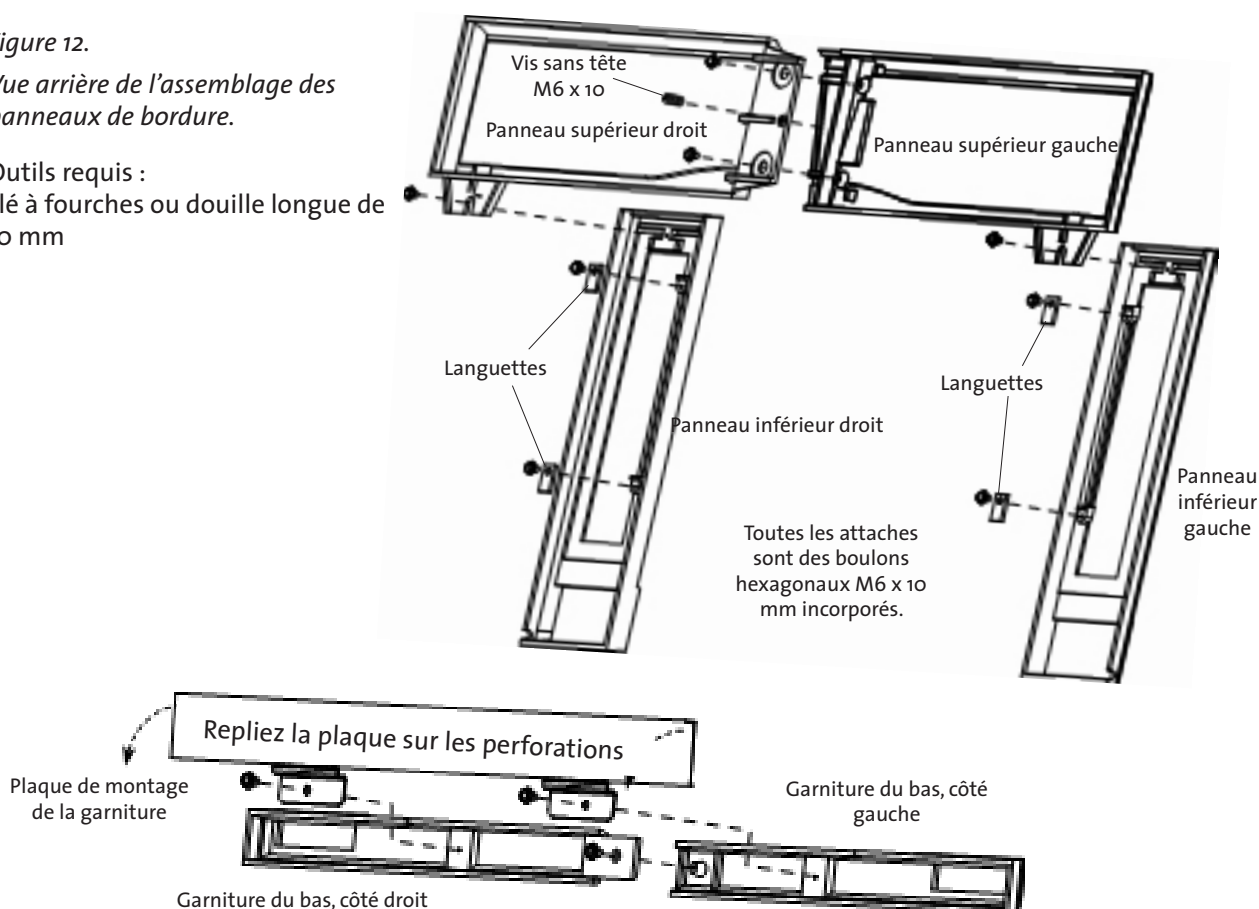 igure 12.
Vue arrière de l'assemblage des
panneaux de bordure.
Outils requis :
lé à fourches ou douille longue de
10 mm
Vis sans tête
M6 x 10
Panneau supérieur droit
Panneau supérieur gauche
Languettes
Languettes
Panneau inférieur droit
Panneau
inférieur
gauche
Toutes les attaches
sont des boulons
hexagonaux M6 x 10
mm incorporés.
Repliez la plaque sur les perforations
Plaque de montage
de la garniture
Garniture du bas, côté
gauche
Garniture du bas, côté droit